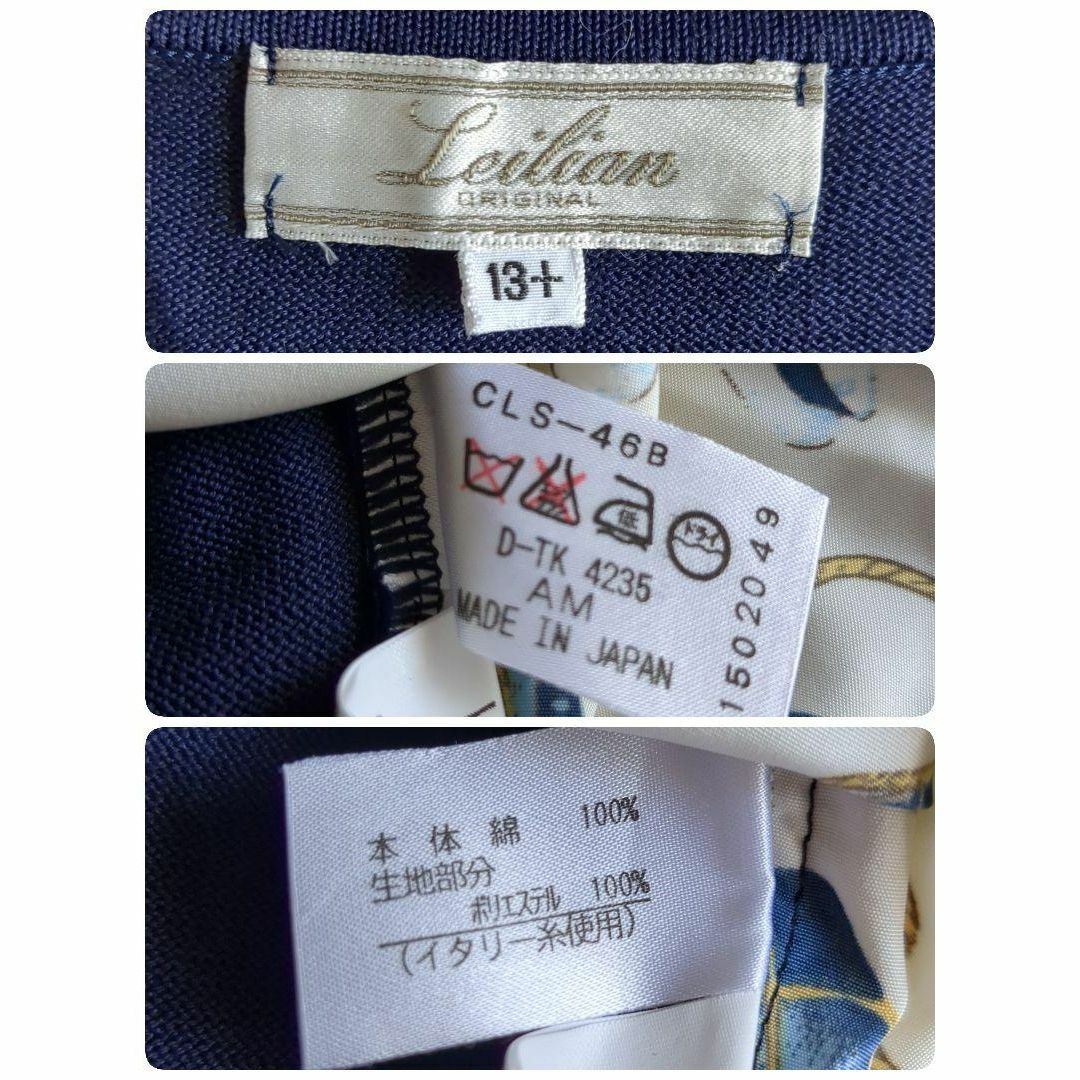 Leilian
ORIGINAL
13+
CLS-46B
低
ドライ
D-TK 4235
AM
MADE IN JAPAN
1502049
本体 綿 100%
生地部分
ポリエステル 100%
(イタリー糸使用)